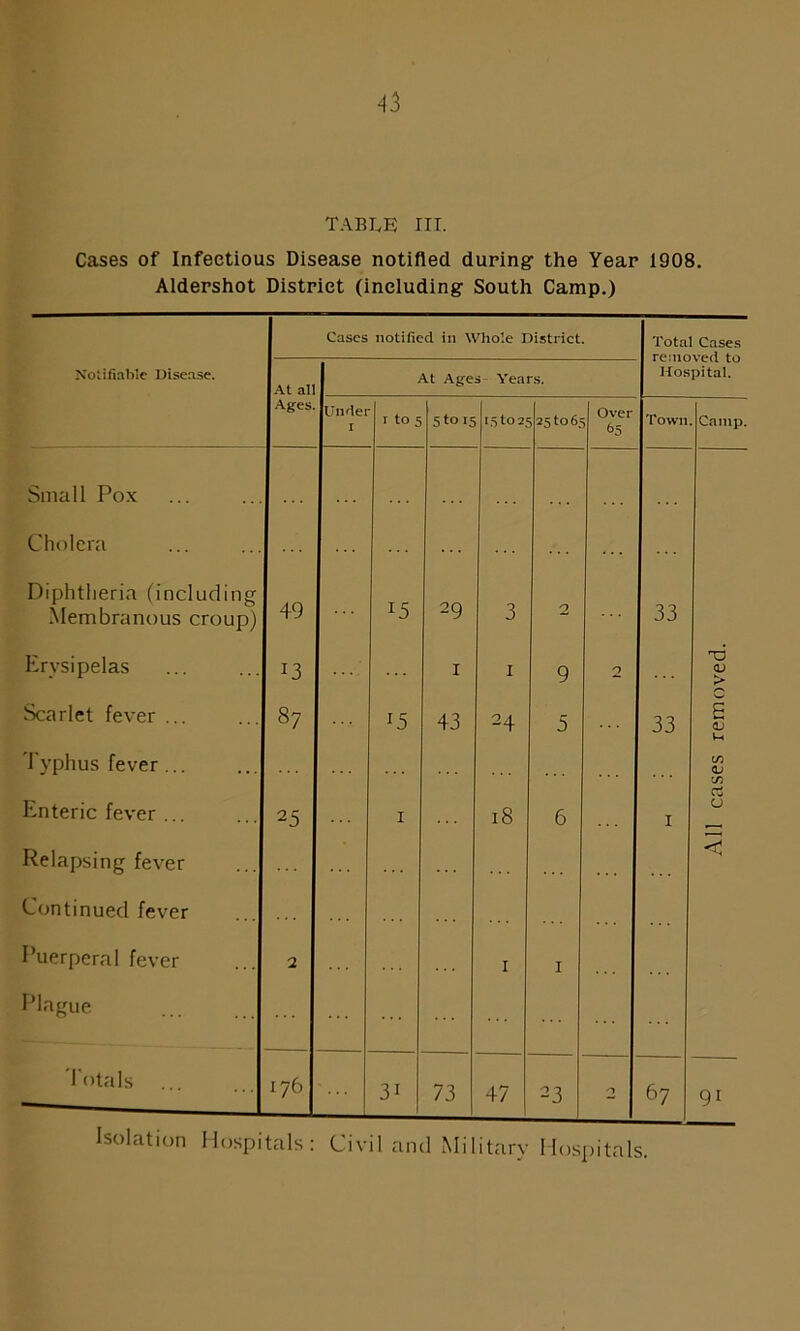 43
TABLE III.
Cases of Infectious Disease notified during the Year 1908.
Aldershot District (including South Camp.)
Notifiable Disease. Cases notified in Whole District. Total Cases removed to Hospital.
At all Ages. At Ages - Years.
Under 1 1 to 5 5 to 15 15 to 25 25 to 65 Over 65 Town. Camp.
Small Pox ... ... ... ... ... ... ... ... ... ...
Cholera ... ... ... ... ... ... ... ... ... ...
Diphtheria (including
Membranous croup) 49 ... 15 29 3 2 ... 33
Erysipelas ... ... 13 ... ... 1 1 9 2 ...
Scarlet fever ... ... 87 ... 15 43 24 5 ... 33
Typhus fever ... ... ... ... ... ... ... ... ... ...
Enteric fever ... ... 25 ... 1 ... 18 6 ... 1
Relapsing fever ... ... ... ... ... ... ... ... ...
Continued fever ... ... ... ... ... ... ... ... ...
Puerperal fever ... 2 ... ... ... 1 1 ... ...
Plague ... ... ... ... ... ... ... ... ... ...
All cases removed.
Totals ... ... 176 ... 31 73 47 23 2 67 91
Isolation Hospitals: Civil and Military Hospitals.